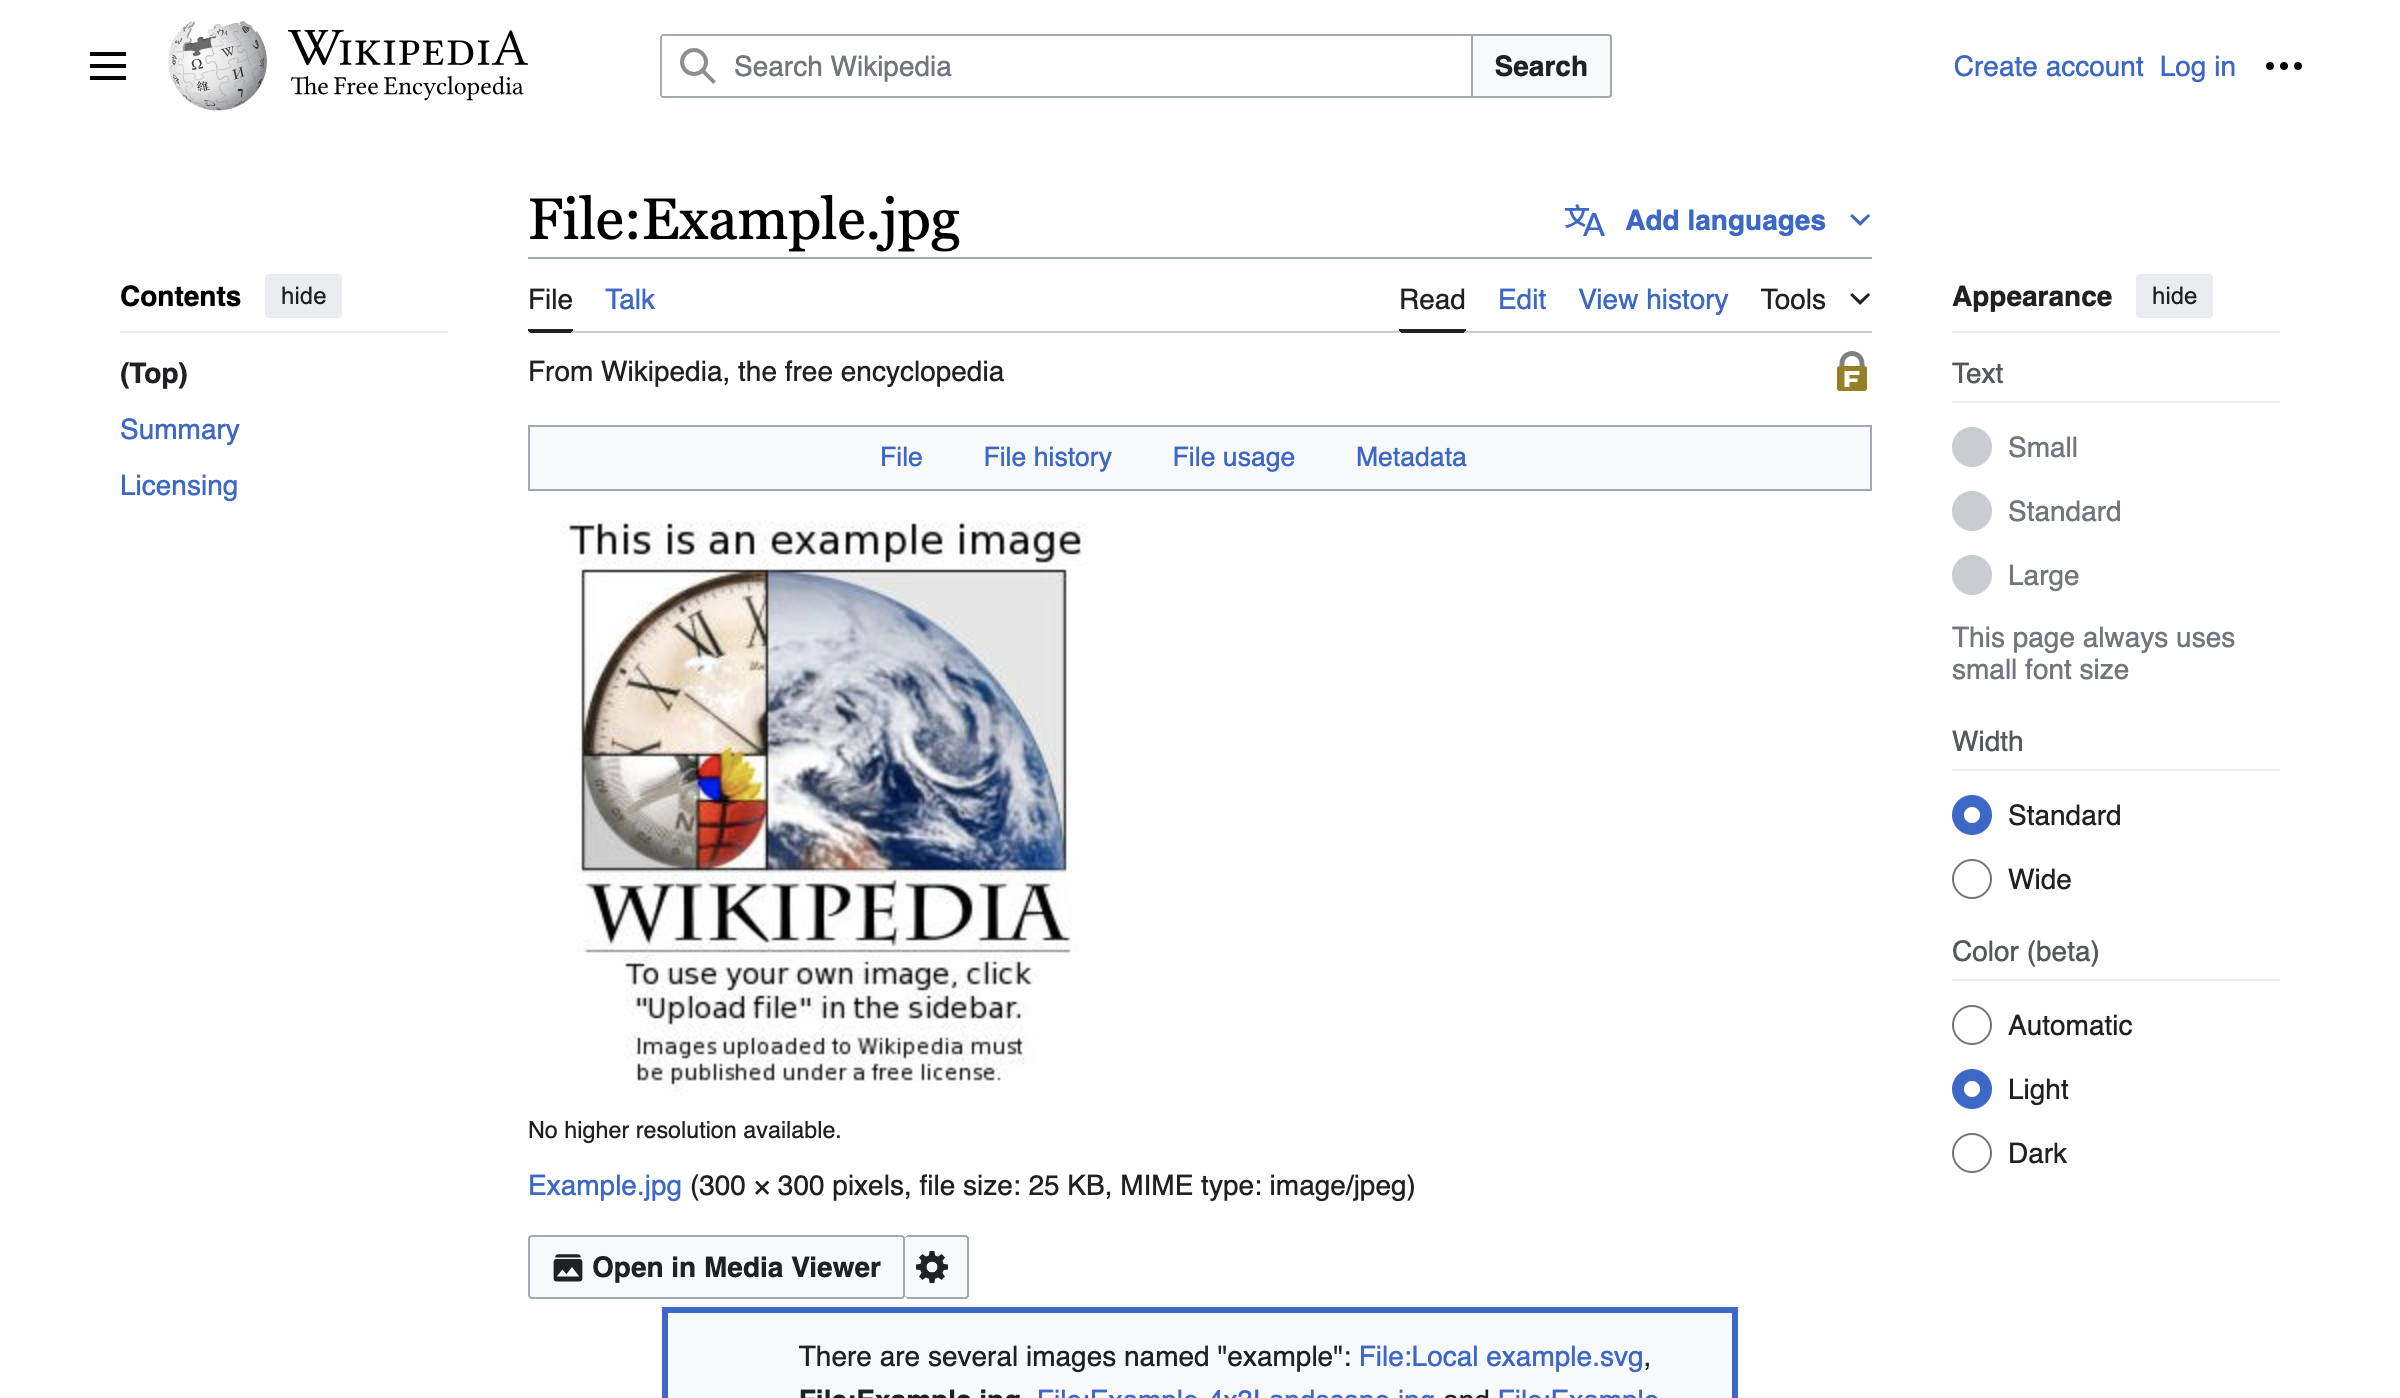 WIKIPEDIA
The Free Encyclopedia
Search Wikipedia
Search
Create account Log in
File:Example.jpg
Add languages
Contents hide
(Top)
Summary
Licensing
File Talk
Read Edit View history Tools
From Wikipedia, the free encyclopedia
F
File File history File usage Metadata
This is an example image
WIKIPEDIA
To use your own image, click
"Upload file" in the sidebar.
Images uploaded to Wikipedia must
be published under a free license.
No higher resolution available.
Example.jpg (300 × 300 pixels, file size: 25 KB, MIME type: image/jpeg)
Open in Media Viewer
There are several images named "example": File:Local example.svg,
Appearance hide
Text
Small
Standard
Large
This page always uses
small font size
Width
Standard
Wide
Color (beta)
Automatic
Light
Dark